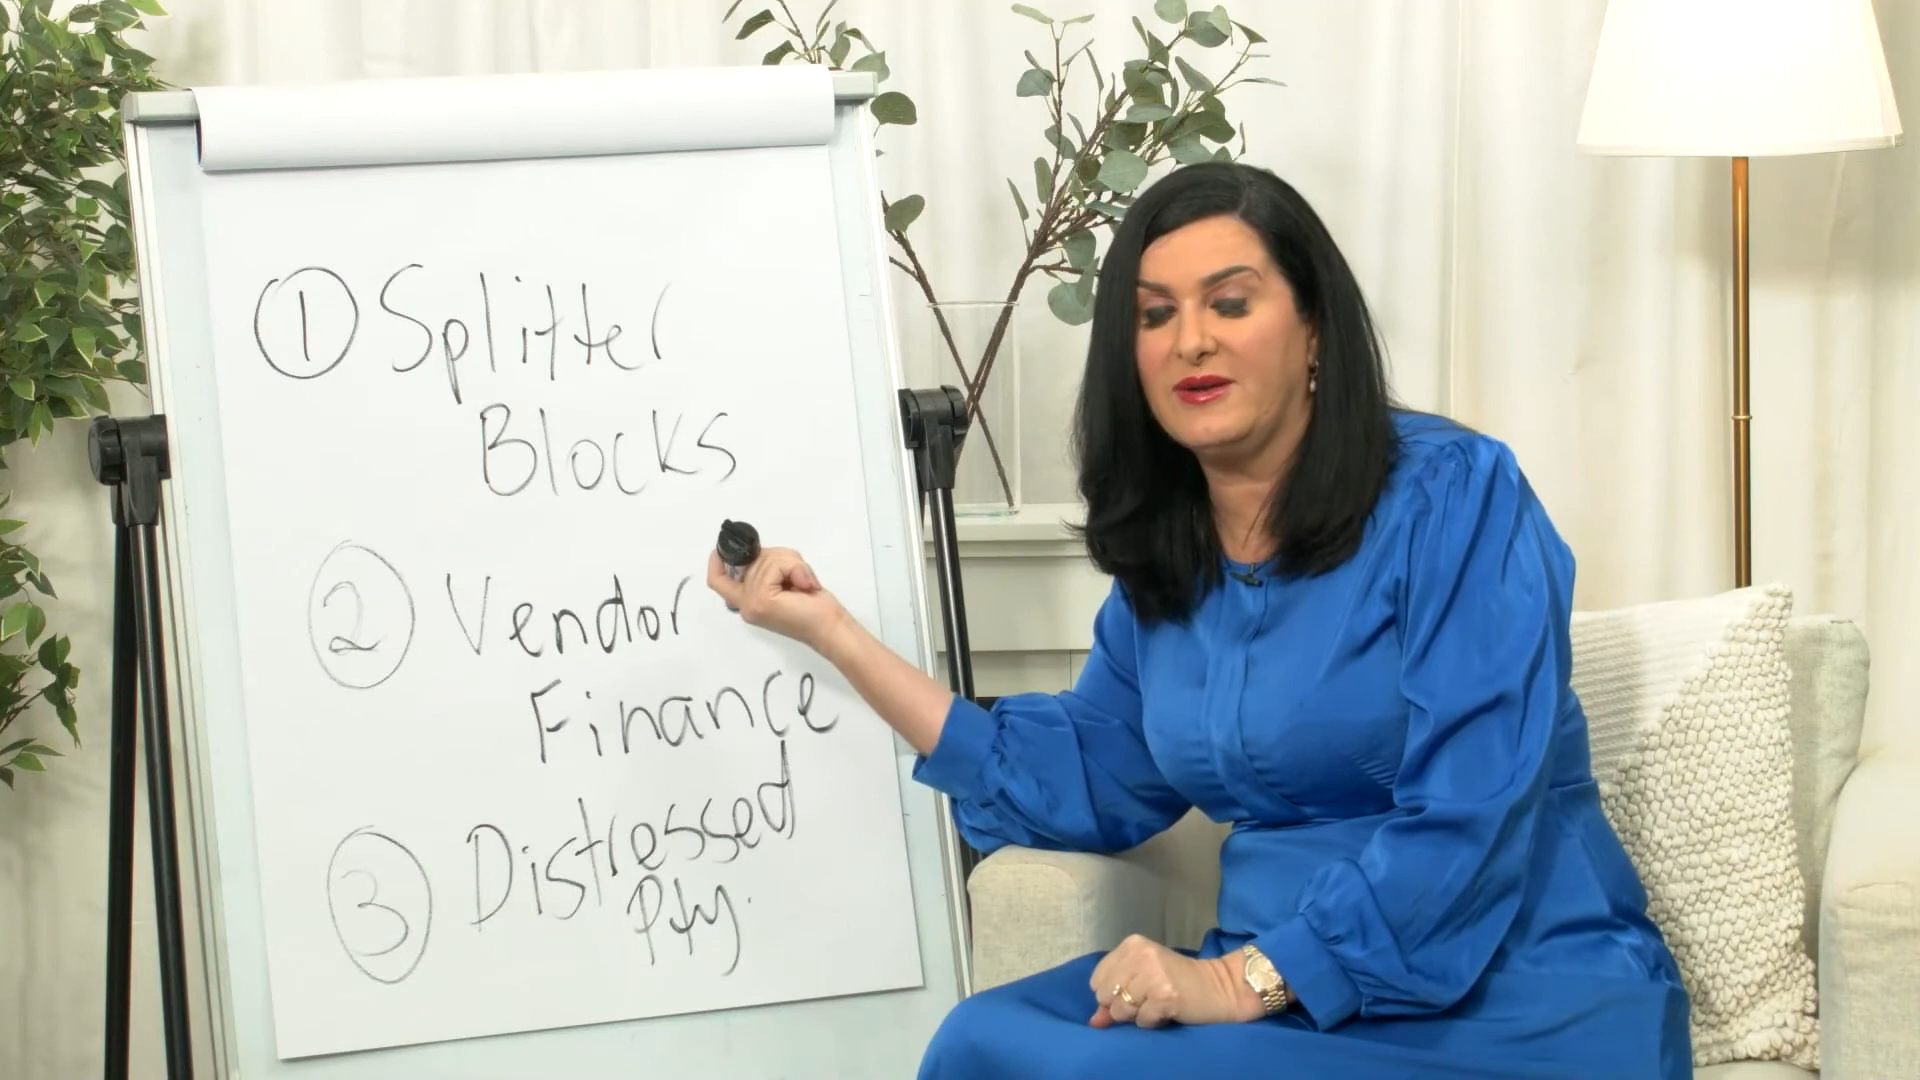 1 Splitter
Blocks
2 Vendor
Finance
3 Distressed
Pty.